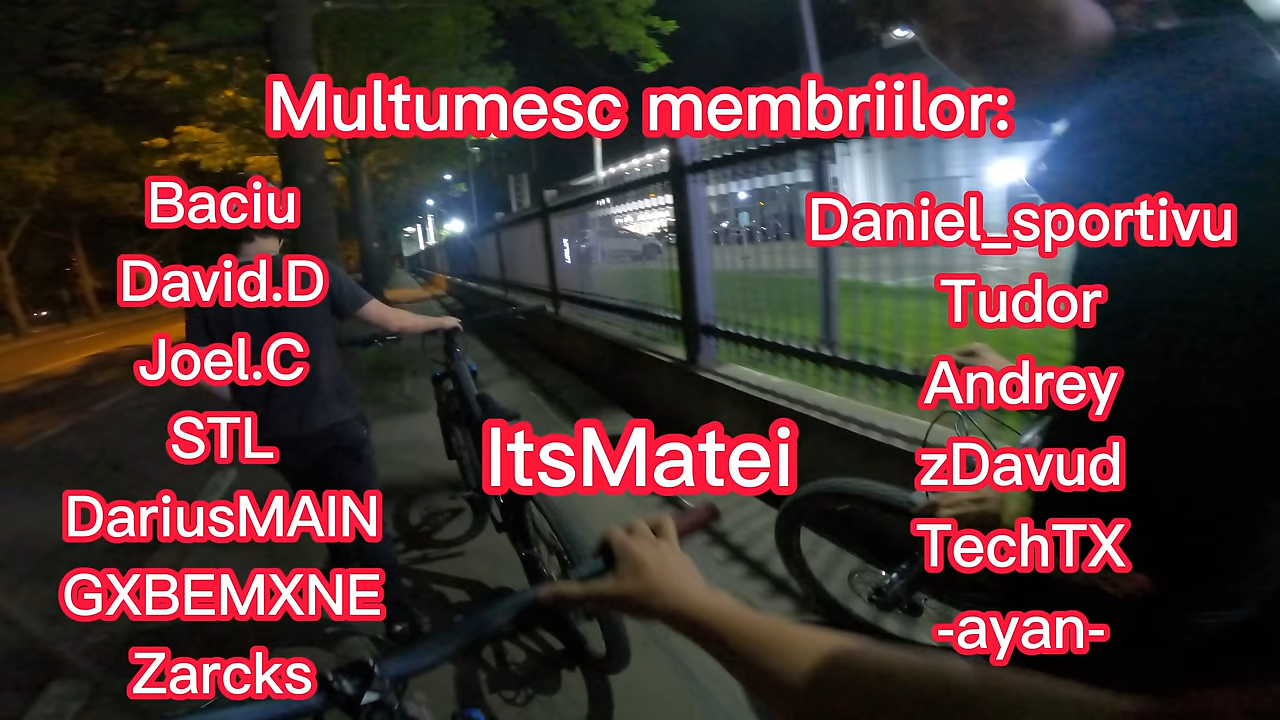 Multumesc membriilor:
Baciu
David.D
Joel.C
STL
DariusMAIN
GXBEMXNE
Zarcks
ItsMatei
Daniel_sportivu
Tudor
Andrey
zDavud
TechTX
-ayan-